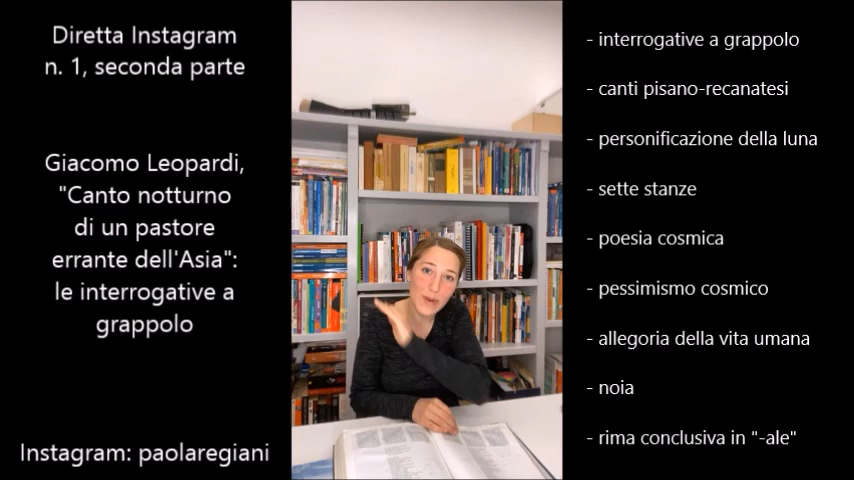 Diretta Instagram
n. 1, seconda parte
Giacomo Leopardi,
"Canto notturno
di un pastore
errante dell'Asia":
le interrogative a
grappolo
Instagram: paolaregiani
- interrogative a grappolo
- canti pisano-recanatesi
- personificazione della luna
- sette stanze
- poesia cosmica
- pessimismo cosmico
- allegoria della vita umana
- noia
- rima conclusiva in "-ale"